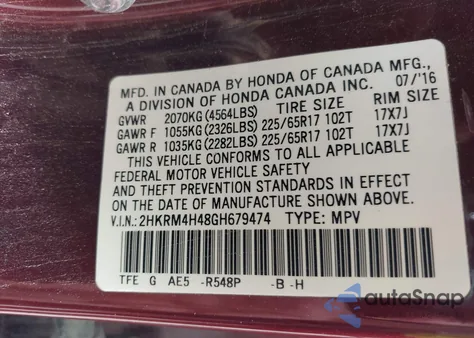 MFD. IN CANADA BY HONDA OF CANADA MFG.,
A DIVISION OF HONDA CANADA INC. 07/'16
GVWR 2070KG (4564LBS) TIRE SIZE RIM SIZE
GAWR F 1055KG (2326LBS) 225/65R17 102T 17X7J
GAWR R 1035KG (2282LBS) 225/65R17 102T 17X7J
THIS VEHICLE CONFORMS TO ALL APPLICABLE
FEDERAL MOTOR VEHICLE SAFETY
AND THEFT PREVENTION STANDARDS IN EFFECT
ON THE DATE OF MANUFACTURE SHOWN ABOVE.
V.I.N.: 2HKRM4H48GH679474 TYPE: MPV
TFE G AE5 -R548P -B -H
autoSnap